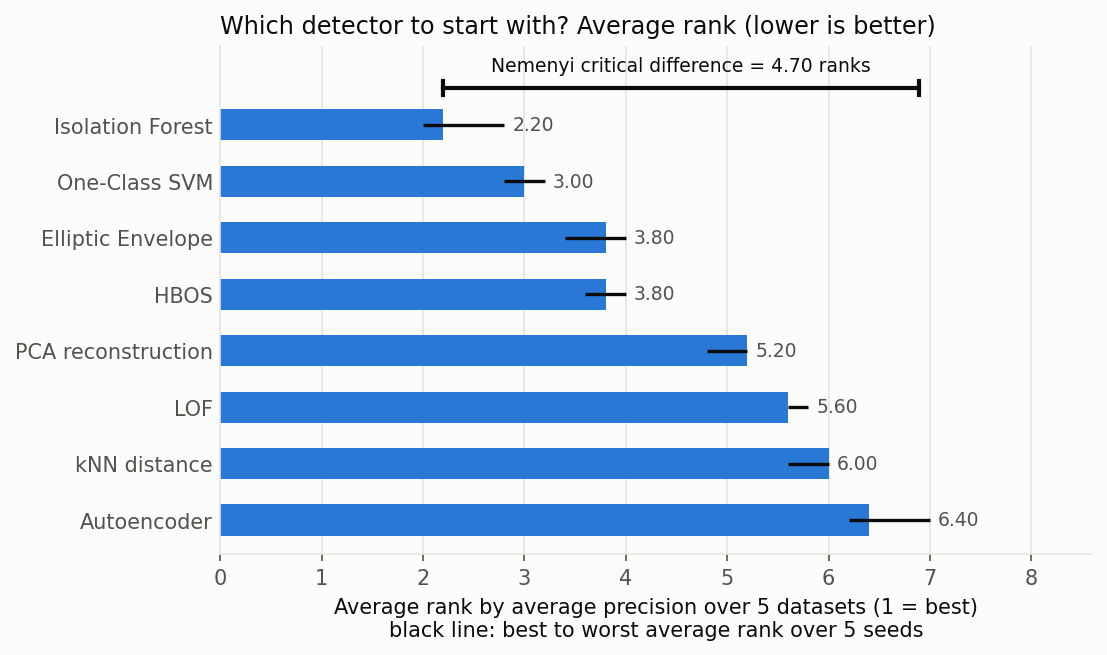 Which detector to start with? Average rank (lower is better)
Nemenyi critical difference = 4.70 ranks
Isolation Forest 2.20
One-Class SVM 3.00
Elliptic Envelope 3.80
HBOS 3.80
PCA reconstruction 5.20
LOF 5.60
kNN distance 6.00
Autoencoder 6.40
0 1 2 3 4 5 6 7 8
Average rank by average precision over 5 datasets (1 = best)
black line: best to worst average rank over 5 seeds